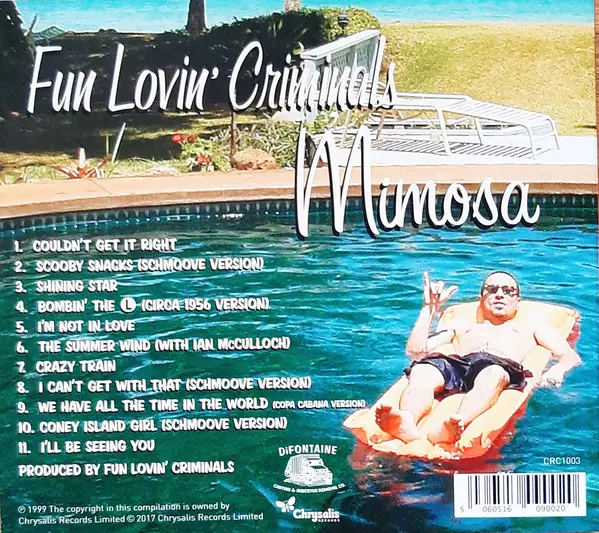 Fun Lovin' Criminals
Mimosa
1. COULDN'T GET IT RIGHT
2. SCOOBY SNACKS (SCHMOOVE VERSION)
3. SHINING STAR
4. BOMBIN' THE L (CIRCA 1956 VERSION)
5. I'M NOT IN LOVE
6. THE SUMMER WIND (WITH IAN McCULLOCH)
7. CRAZY TRAIN
8. I CAN'T GET WITH THAT (SCHMOOVE VERSION)
9. WE HAVE ALL THE TIME IN THE WORLD (COPA CABANA VERSION)
10. CONEY ISLAND GIRL (SCHMOOVE VERSION)
11. I'LL BE SEEING YOU
PRODUCED BY FUN LOVIN' CRIMINALS
DIFONTAINE
CRC1003
Chrysalis
RECORDS
℗ 1999 The copyright in this compilation is owned by
Chrysalis Records Limited © 2017 Chrysalis Records Limited
5 060516 090020